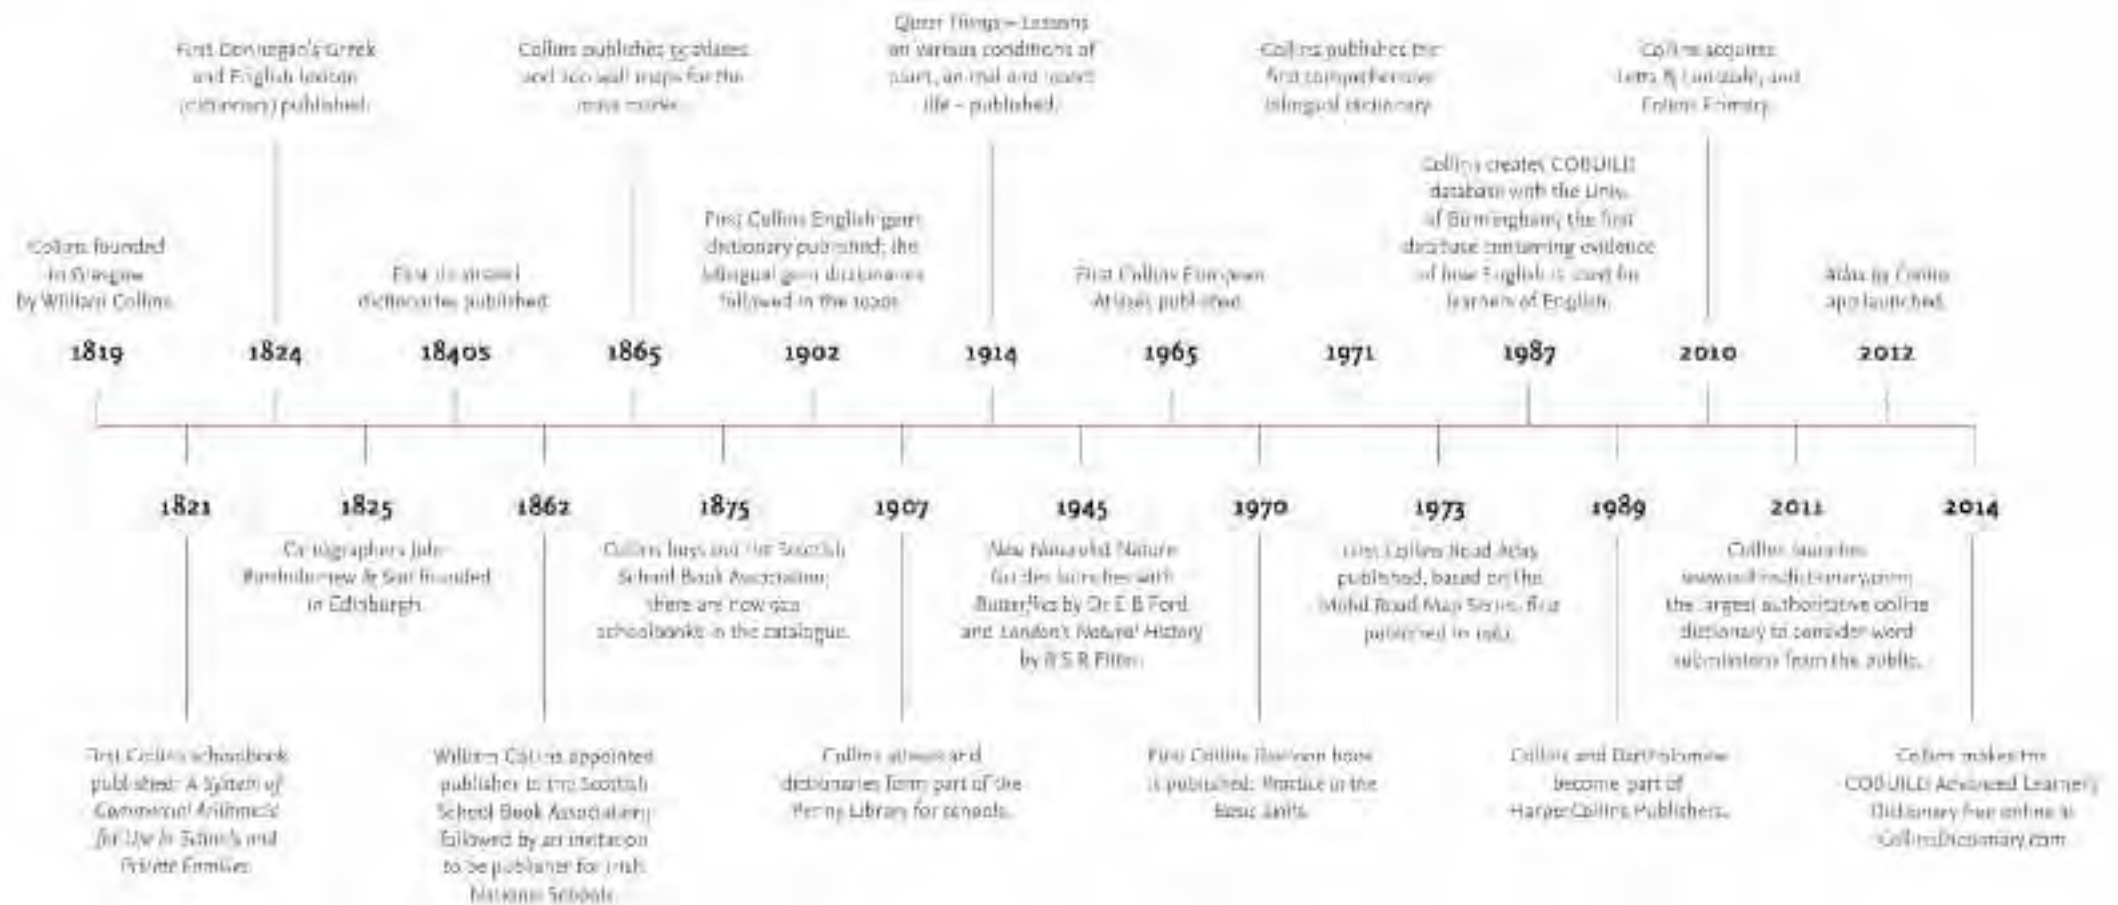 Collins founded
in Glasgow
by William Collins.
1819
First Donnegan's Greek
and English lexicon
(dictionary) published.
1824
First illustrated
dictionaries published.
1840s
Collins publishes atlases
and wall maps for the
1865
First Collins English gem
dictionary published; the
bilingual gem dictionaries
followed in the
1902
Queer Things – Lessons
on various conditions of
plant, animal and insect
life – published.
1914
First Collins European
Atlases published.
1965
Collins publishes the
first comprehensive
bilingual dictionary.
1971
Collins creates COBUILD
database with the Univ.
of Birmingham, the first
database containing evidence
of how English is used for
learners of English.
1987
Collins acquires
Letts & Lonsdale, and
Folens Primary.
2010
Atlas by Collins
app launched.
2012
1821
First Collins schoolbook
published: A System of
Commercial Arithmetic
for Use in Schools and
Private Families.
1825
Cartographers John
Bartholomew & Son founded
in Edinburgh.
1862
William Collins appointed
publisher to the Scottish
School Book Association;
followed by an invitation
to be publisher for Irish
National Schools.
1875
Collins buys out the Scottish
School Book Association;
there are now
schoolbooks in the catalogue.
1907
Collins atlases and
dictionaries form part of the
Penny Library for schools.
1945
New Naturalist Nature
Guides launches with
Butterflies by Dr E B Ford
and London's Natural History
by R S R Fitter.
1970
First Collins book
is published: Practice in the
Basic Skills.
1973
First Collins Road Atlas
published, based on the
Road Map Series, first
published in
1989
Collins and Bartholomew
become part of
HarperCollins Publishers.
2011
Collins launches
www.collinsdictionary.com,
the largest authoritative online
dictionary to consider word
submissions from the public.
2014
Collins makes the
COBUILD Advanced Learner's
Dictionary free online at
CollinsDictionary.com